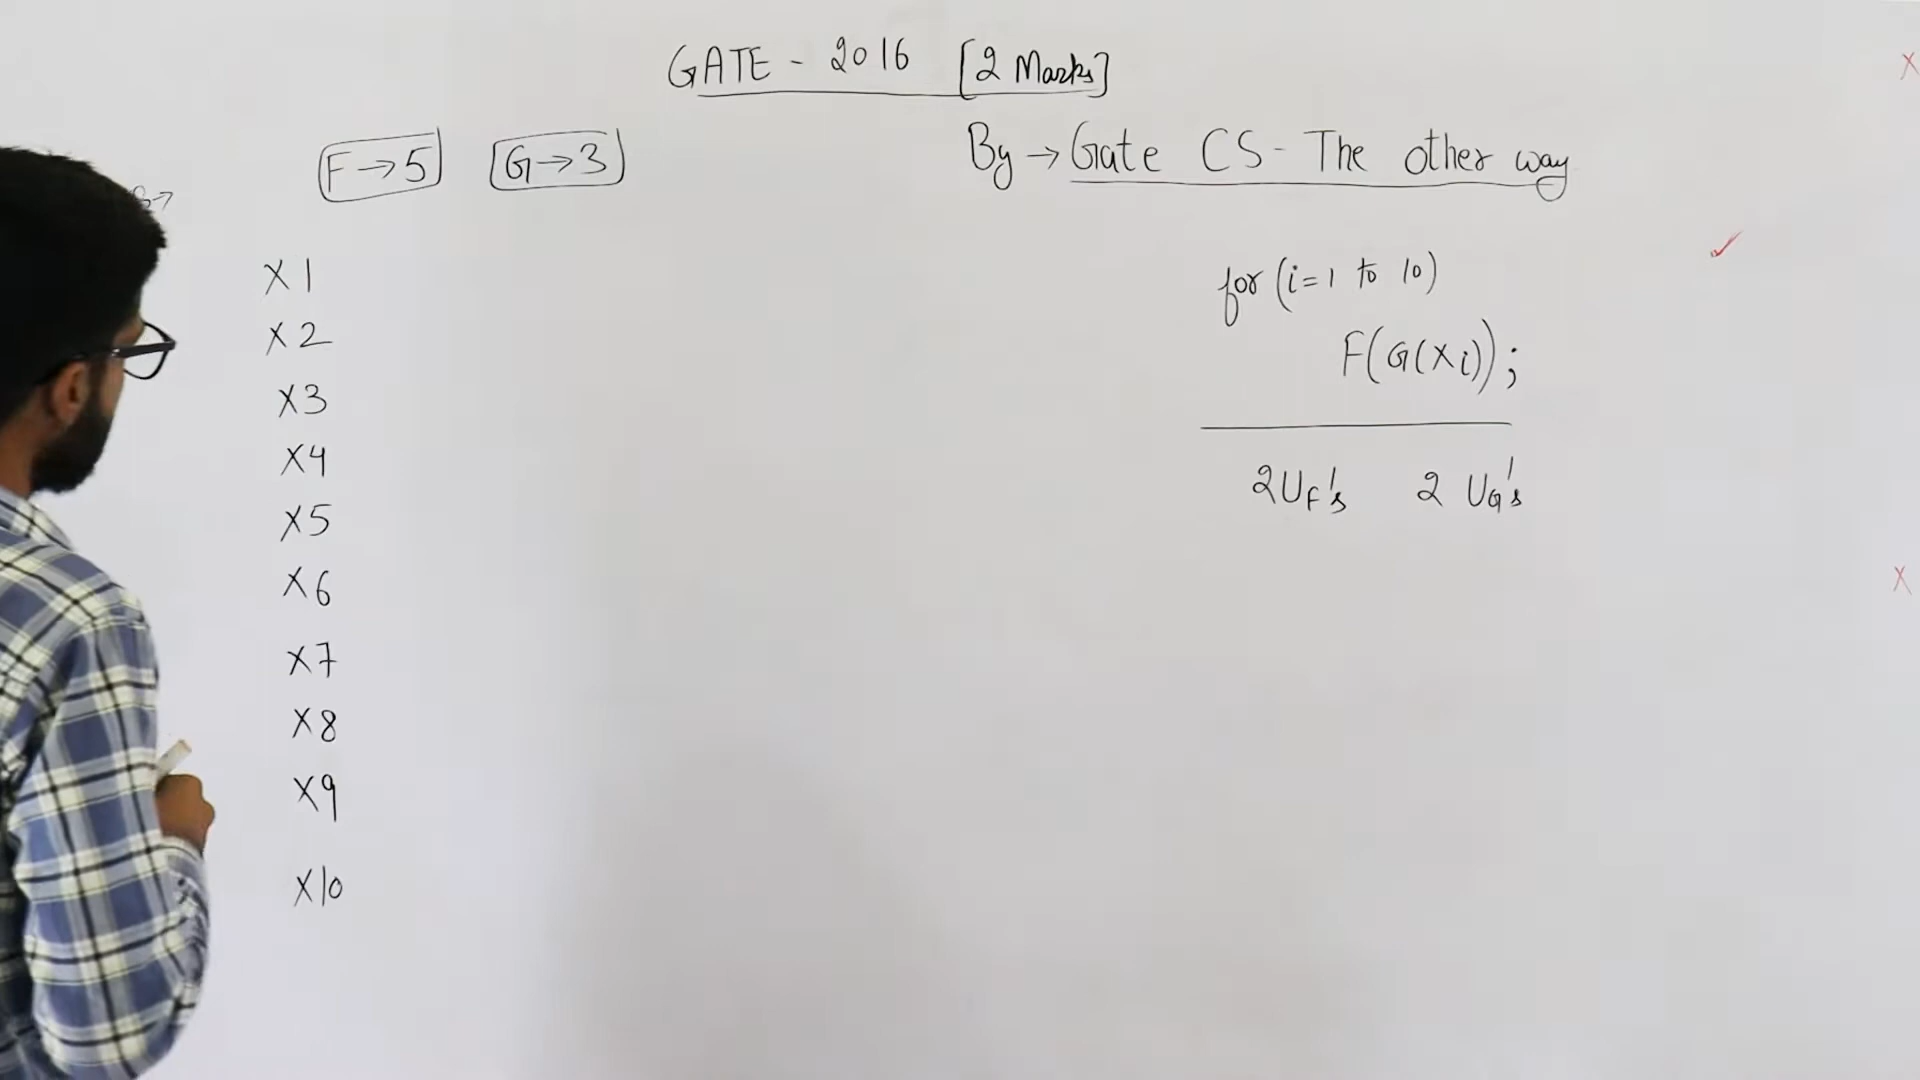 GATE - 2016 [2 Marks]
By → Gate CS - The other way
F → 5 G → 3
X1
X2
X3
X4
X5
X6
X7
X8
X9
X10
for (i=1 to 10)
F(G(Xi));
2UF's 2 UG's